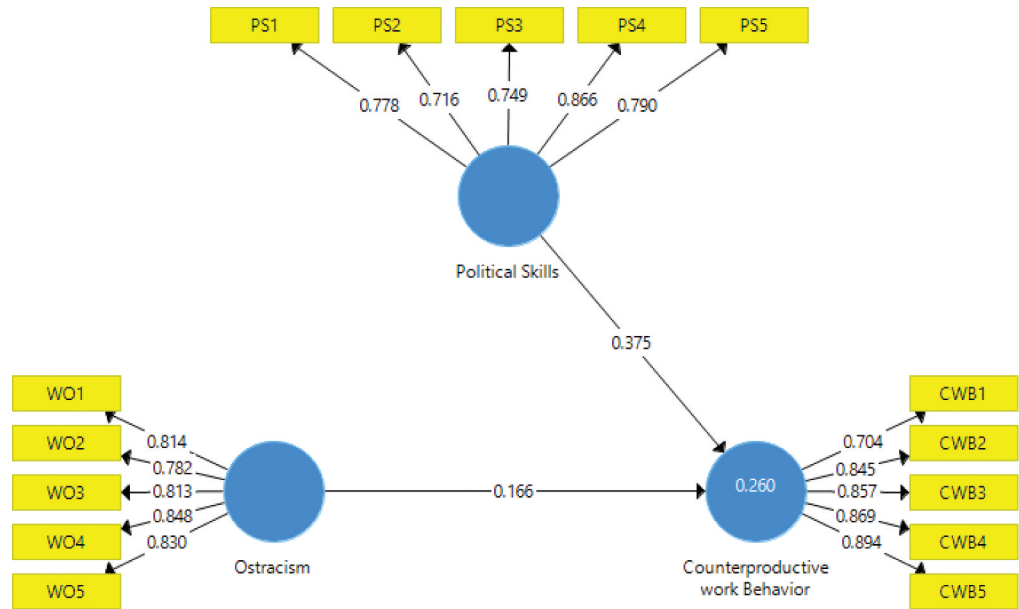 PS1 PS2 PS3 PS4 PS5
0.778 0.716 0.749 0.866 0.790
Political Skills
0.375
WO1
WO2
WO3
WO4
WO5
0.814
0.782
0.813
0.848
0.830
Ostracism
0.166
0.260
Counterproductive
work Behavior
0.704
0.845
0.857
0.869
0.894
CWB1
CWB2
CWB3
CWB4
CWB5